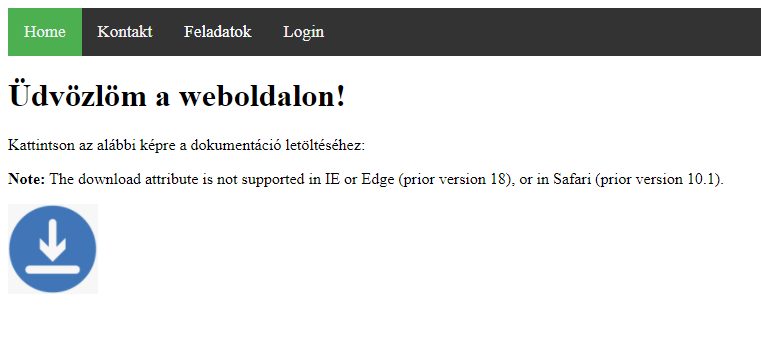 Home Kontakt Feladatok Login
Üdvözlöm a weboldalon!
Kattintson az alábbi képre a dokumentáció letöltéséhez:
Note: The download attribute is not supported in IE or Edge (prior version 18), or in Safari (prior version 10.1).